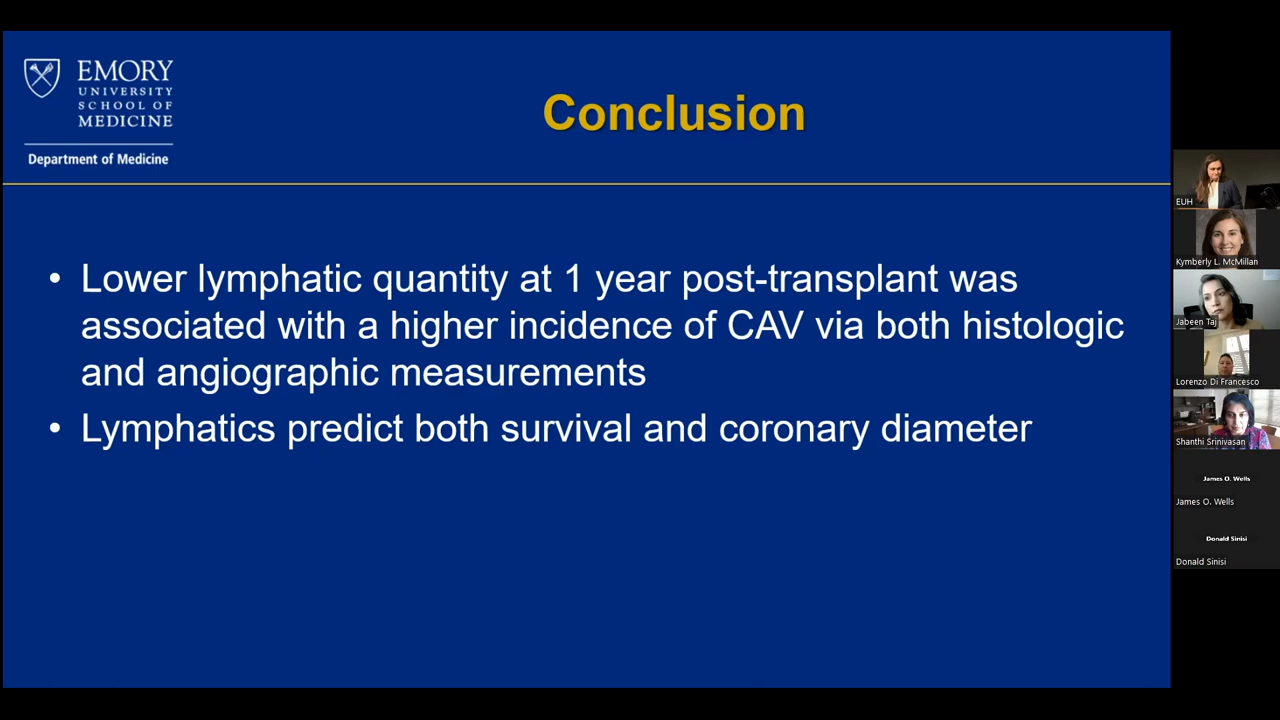 EMORY
UNIVERSITY
SCHOOL OF
MEDICINE
Department of Medicine
Conclusion
• Lower lymphatic quantity at 1 year post-transplant was
associated with a higher incidence of CAV via both histologic
and angiographic measurements
• Lymphatics predict both survival and coronary diameter
EUH
Kymberly L. McMillan
Jabeen Taj
Lorenzo Di Francesco
Shanthi Srinivasan
James O. Wells
James O. Wells
Donald Sinisi
Donald Sinisi